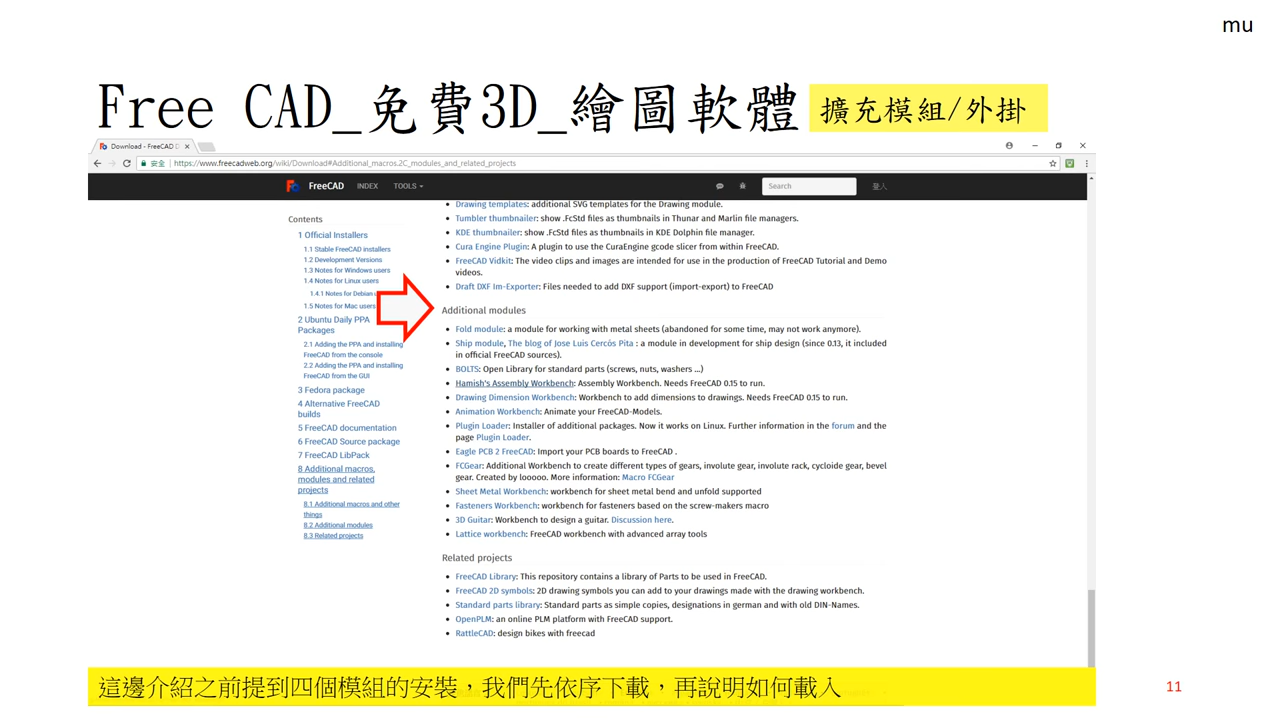 mu
Free CAD_免費3D_繪圖軟體
擴充模組/外掛
Download - FreeCAD D
安全
https://www.freecadweb.org/wiki/Download#Additional_macros.2C_modules_and_related_projects
FreeCAD INDEX TOOLS Search 登入
Contents
1 Official Installers
1.1 Stable FreeCAD installers
1.2 Development Versions
1.3 Notes for Windows users
1.4 Notes for Linux users
1.4.1 Notes for Debian
1.5 Notes for Mac users
2 Ubuntu Daily PPA
Packages
2.1 Adding the PPA and installing
FreeCAD from the console
2.2 Adding the PPA and installing
FreeCAD from the GUI
3 Fedora package
4 Alternative FreeCAD
builds
5 FreeCAD documentation
6 FreeCAD Source package
7 FreeCAD LibPack
8 Additional macros,
modules and related
projects
8.1 Additional macros and other
things
8.2 Additional modules
8.3 Related projects
Drawing templates: additional SVG templates for the Drawing module.
Tumbler thumbnailer: show .FcStd files as thumbnails in Thunar and Marlin file managers.
KDE thumbnailer: show .FcStd files as thumbnails in KDE Dolphin file manager.
Cura Engine Plugin: A plugin to use the CuraEngine gcode slicer from within FreeCAD.
FreeCAD Vidkit: The video clips and images are intended for use in the production of FreeCAD Tutorial and Demo
videos.
Draft DXF Im-Exporter: Files needed to add DXF support (import-export) to FreeCAD
Additional modules
Fold module: a module for working with metal sheets (abandoned for some time, may not work anymore).
Ship module, The blog of Jose Luis Cercós Pita : a module in development for ship design (since 0.13, it included
in official FreeCAD sources).
BOLTS: Open Library for standard parts (screws, nuts, washers ...)
Hamish's Assembly Workbench: Assembly Workbench. Needs FreeCAD 0.15 to run.
Drawing Dimension Workbench: Workbench to add dimensions to drawings. Needs FreeCAD 0.15 to run.
Animation Workbench: Animate your FreeCAD-Models.
Plugin Loader: Installer of additional packages. Now it works on Linux. Further information in the forum and the
page Plugin Loader.
Eagle PCB 2 FreeCAD: Import your PCB boards to FreeCAD .
FCGear: Additional Workbench to create different types of gears, involute gear, involute rack, cycloide gear, bevel
gear. Created by looooo. More information: Macro FCGear
Sheet Metal Workbench: workbench for sheet metal bend and unfold supported
Fasteners Workbench: workbench for fasteners based on the screw-makers macro
3D Guitar: Workbench to design a guitar. Discussion here.
Lattice workbench: FreeCAD workbench with advanced array tools
Related projects
FreeCAD Library: This repository contains a library of Parts to be used in FreeCAD.
FreeCAD 2D symbols: 2D drawing symbols you can add to your drawings made with the drawing workbench.
Standard parts library: Standard parts as simple copies, designations in german and with old DIN-Names.
OpenPLM: an online PLM platform with FreeCAD support.
RattleCAD: design bikes with freecad
這邊介紹之前提到四個模組的安裝，我們先依序下載，再說明如何載入
11